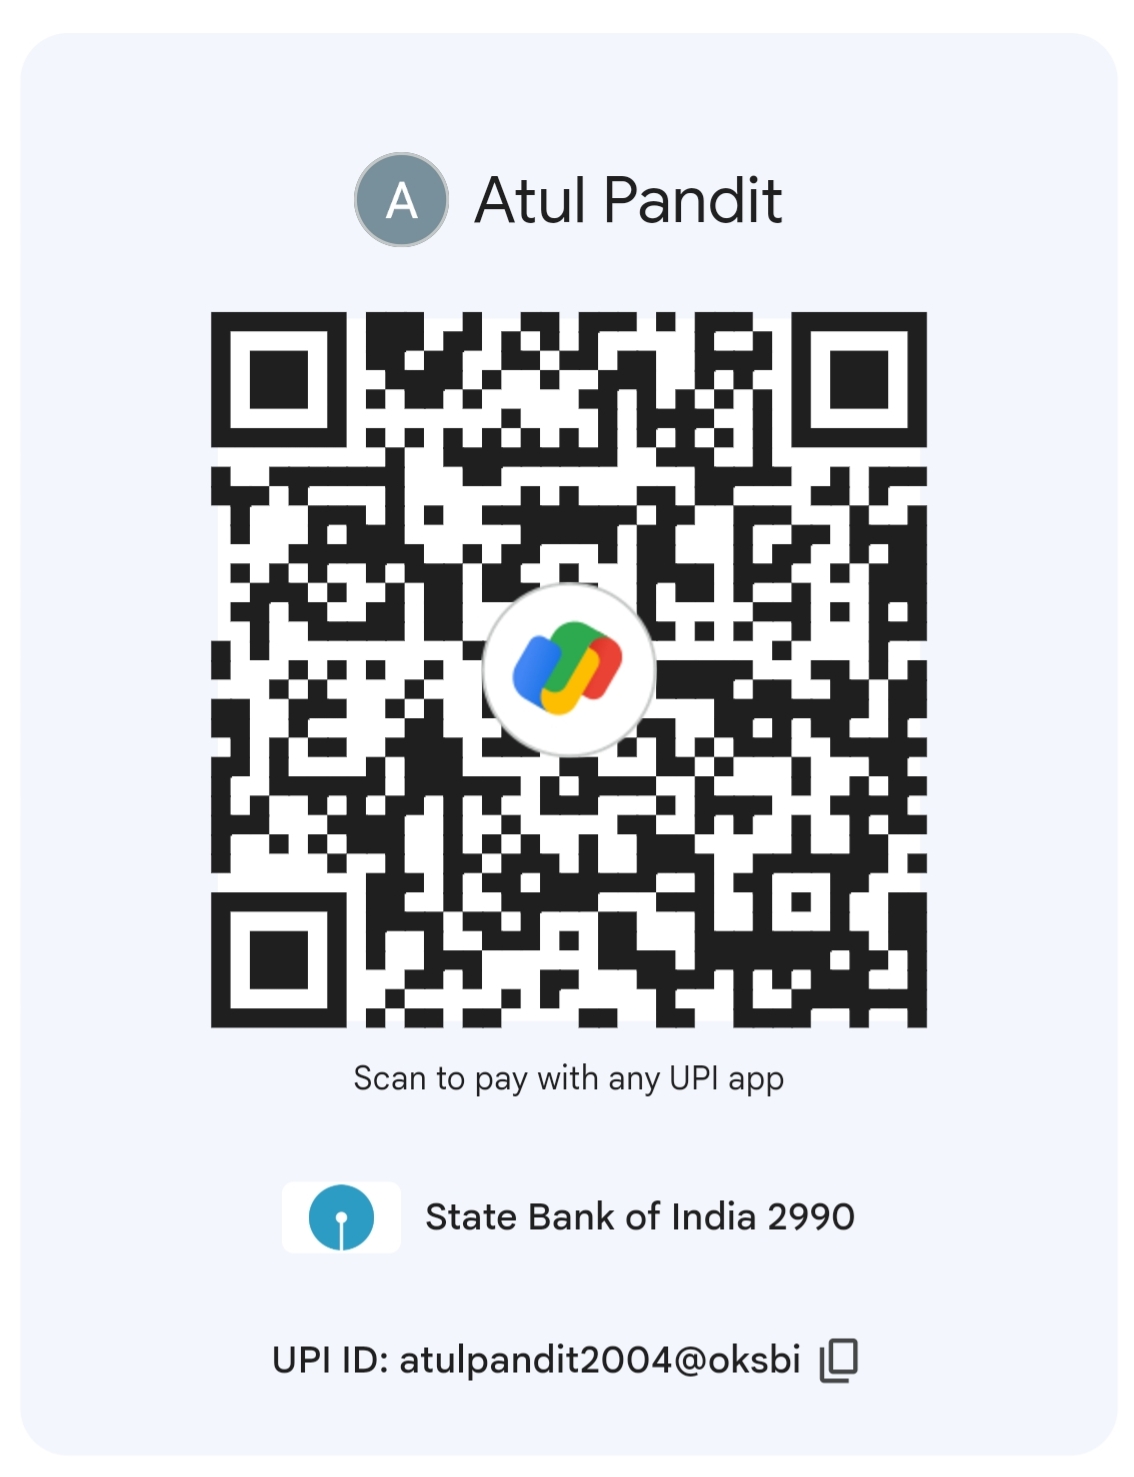 A Atul Pandit
Scan to pay with any UPI app
State Bank of India 2990
UPI ID: atulpandit2004@oksbi